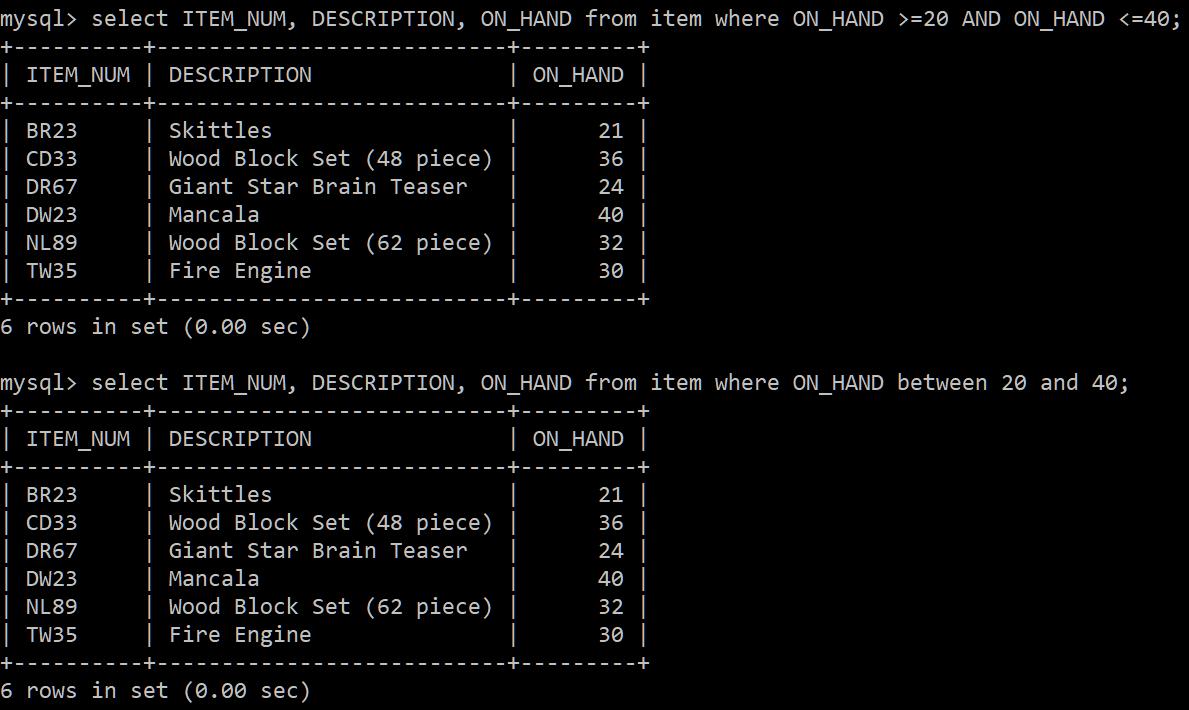 mysql> select ITEM_NUM, DESCRIPTION, ON_HAND from item where ON_HAND >=20 AND ON_HAND <=40;
+----------+---------------------------+---------+
| ITEM_NUM | DESCRIPTION               | ON_HAND |
+----------+---------------------------+---------+
| BR23     | Skittles                  |      21 |
| CD33     | Wood Block Set (48 piece) |      36 |
| DR67     | Giant Star Brain Teaser   |      24 |
| DW23     | Mancala                   |      40 |
| NL89     | Wood Block Set (62 piece) |      32 |
| TW35     | Fire Engine               |      30 |
+----------+---------------------------+---------+
6 rows in set (0.00 sec)

mysql> select ITEM_NUM, DESCRIPTION, ON_HAND from item where ON_HAND between 20 and 40;
+----------+---------------------------+---------+
| ITEM_NUM | DESCRIPTION               | ON_HAND |
+----------+---------------------------+---------+
| BR23     | Skittles                  |      21 |
| CD33     | Wood Block Set (48 piece) |      36 |
| DR67     | Giant Star Brain Teaser   |      24 |
| DW23     | Mancala                   |      40 |
| NL89     | Wood Block Set (62 piece) |      32 |
| TW35     | Fire Engine               |      30 |
+----------+---------------------------+---------+
6 rows in set (0.00 sec)